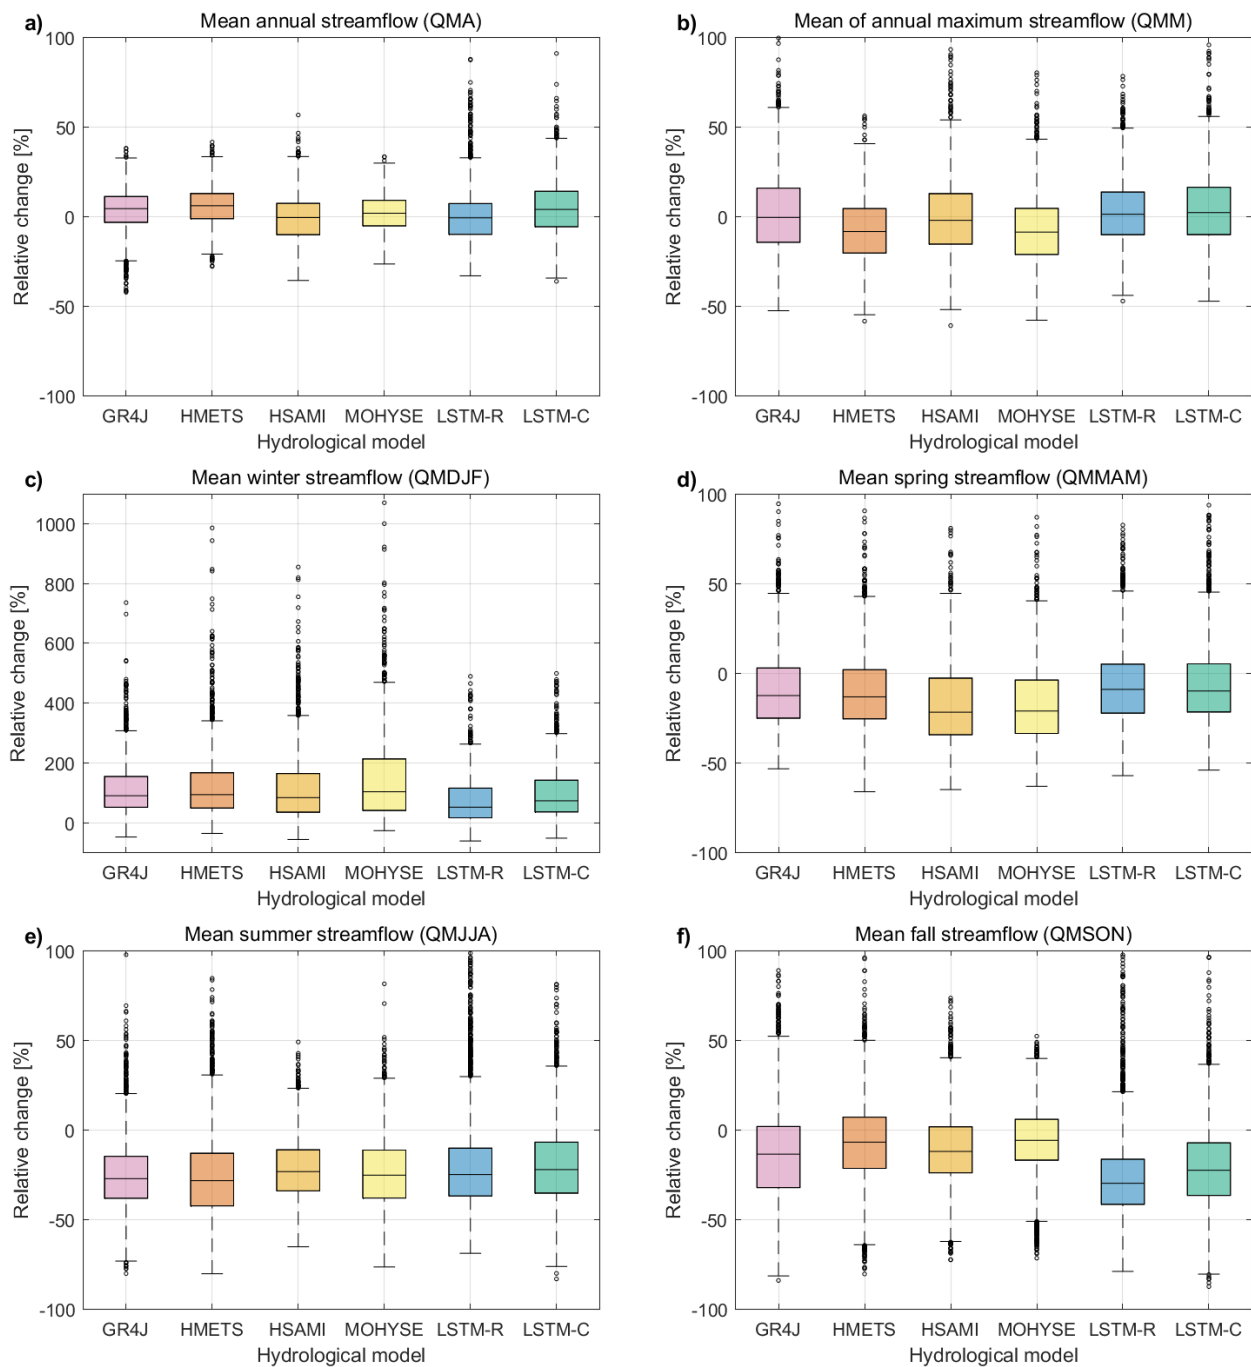 a) Mean annual streamflow (QMA)
100
50
0
-50
-100
Relative change [%]
GR4J HMETS HSAMI MOHYSE LSTM-R LSTM-C
Hydrological model
b) Mean of annual maximum streamflow (QMM)
100
50
0
-50
-100
Relative change [%]
GR4J HMETS HSAMI MOHYSE LSTM-R LSTM-C
Hydrological model
c) Mean winter streamflow (QMDJF)
1000
800
600
400
200
0
Relative change [%]
GR4J HMETS HSAMI MOHYSE LSTM-R LSTM-C
Hydrological model
d) Mean spring streamflow (QMMAM)
100
50
0
-50
-100
Relative change [%]
GR4J HMETS HSAMI MOHYSE LSTM-R LSTM-C
Hydrological model
e) Mean summer streamflow (QMJJA)
100
50
0
-50
-100
Relative change [%]
GR4J HMETS HSAMI MOHYSE LSTM-R LSTM-C
Hydrological model
f) Mean fall streamflow (QMSON)
100
50
0
-50
-100
Relative change [%]
GR4J HMETS HSAMI MOHYSE LSTM-R LSTM-C
Hydrological model